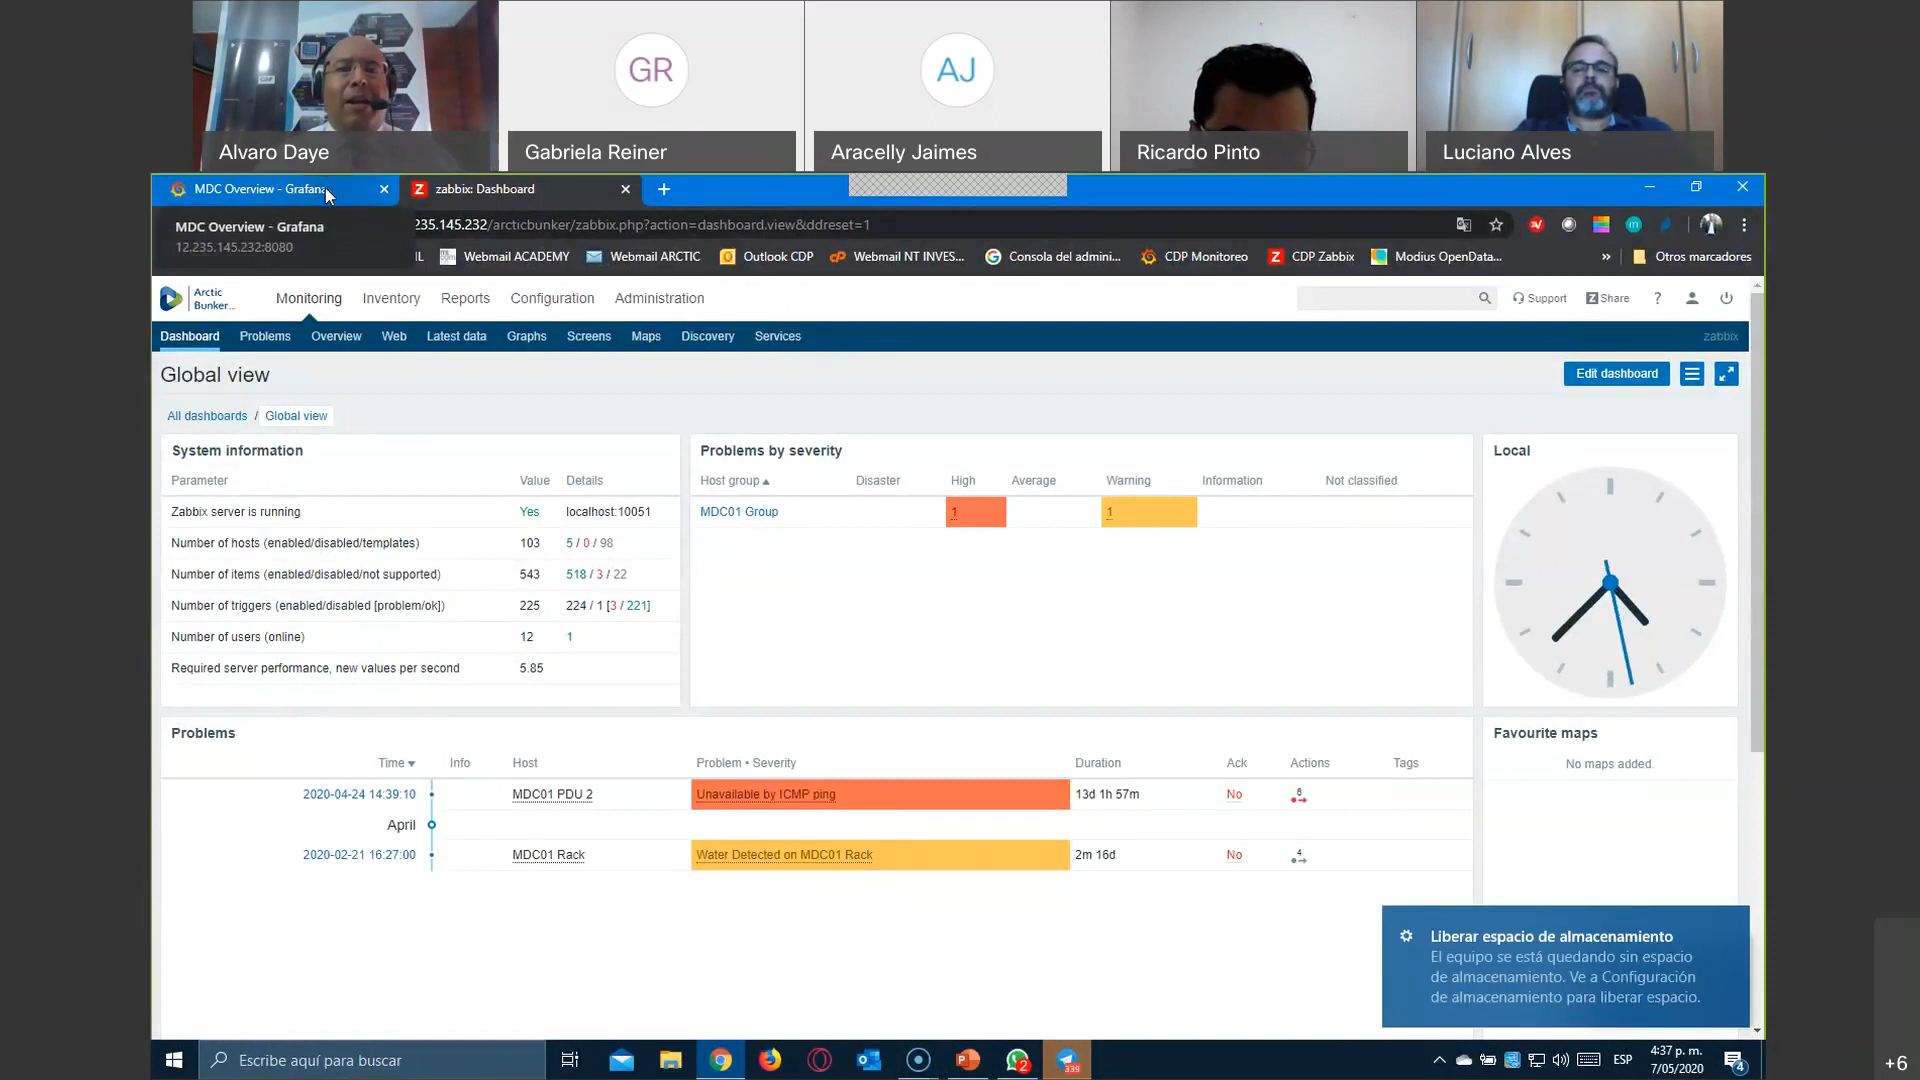 GR
AJ
Alvaro Daye
Gabriela Reiner
Aracelly Jaimes
Ricardo Pinto
Luciano Alves
MDC Overview - Grafana
zabbix: Dashboard
MDC Overview - Grafana
12.235.145.232:8080
235.145.232/arcticbunker/zabbix.php?action=dashboard.view&ddreset=1
Webmail ACADEMY
Webmail ARCTIC
Outlook CDP
Webmail NT INVES...
Consola del admini...
CDP Monitoreo
CDP Zabbix
Modius OpenData...
»
Otros marcadores
Arctic
Bunker...
Monitoring Inventory Reports Configuration Administration
Support
Share
?
Dashboard Problems Overview Web Latest data Graphs Screens Maps Discovery Services
zabbix
Global view
Edit dashboard
All dashboards / Global view
System information
Parameter Value Details
Zabbix server is running Yes localhost:10051
Number of hosts (enabled/disabled/templates) 103 5 / 0 / 98
Number of items (enabled/disabled/not supported) 543 518 / 3 / 22
Number of triggers (enabled/disabled [problem/ok]) 225 224 / 1 [3 / 221]
Number of users (online) 12 1
Required server performance, new values per second 5.85
Problems by severity
Host group Disaster High Average Warning Information Not classified
MDC01 Group 1 1
Local
Problems
Time Info Host Problem • Severity Duration Ack Actions Tags
2020-04-24 14:39:10 MDC01 PDU 2 Unavailable by ICMP ping 13d 1h 57m No 6
April
2020-02-21 16:27:00 MDC01 Rack Water Detected on MDC01 Rack 2m 16d No 4
Favourite maps
No maps added.
Liberar espacio de almacenamiento
El equipo se está quedando sin espacio
de almacenamiento. Ve a Configuración
de almacenamiento para liberar espacio.
Escribe aquí para buscar
2
339
ESP
4:37 p. m.
7/05/2020
4
+6